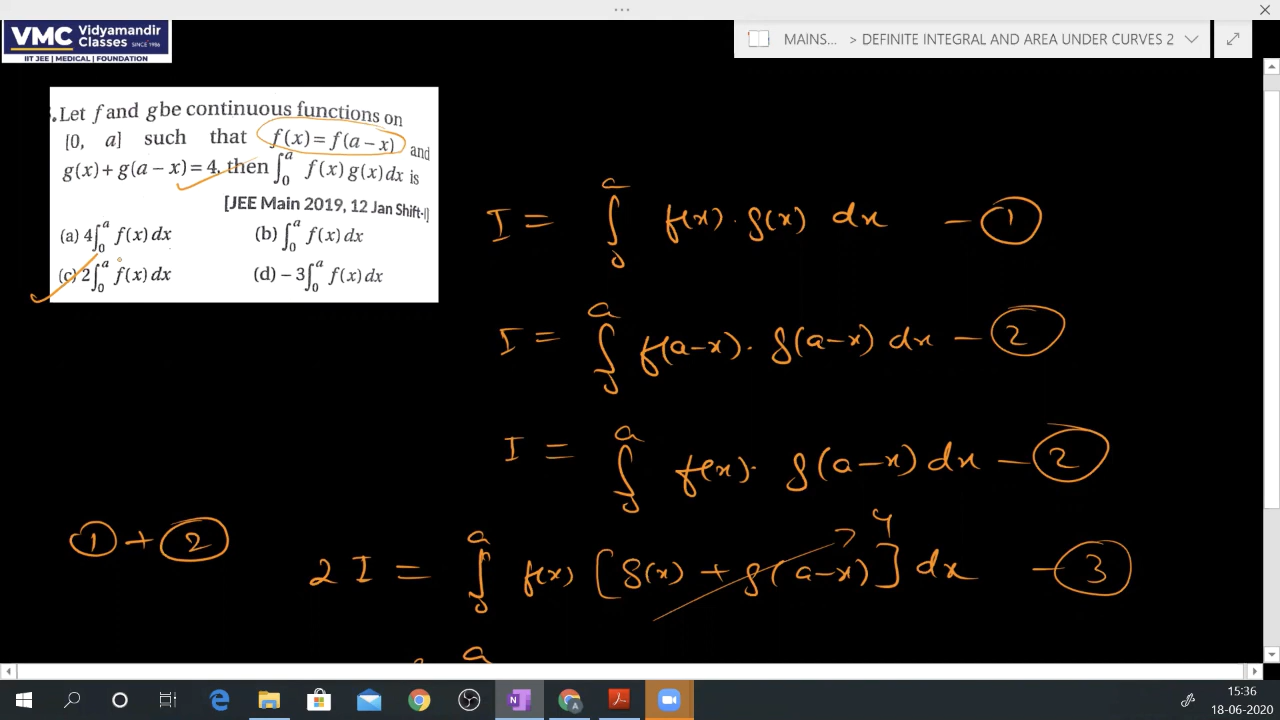 VMC Vidyamandir Classes SINCE 1996
IIT JEE | MEDICAL | FOUNDATION
MAINS... > DEFINITE INTEGRAL AND AREA UNDER CURVES 2
. Let f and g be continuous functions on
[0, a] such that f(x) = f(a − x) and
g(x) + g(a − x) = 4, then ∫₀ᵃ f(x) g(x) dx is
[JEE Main 2019, 12 Jan Shift-I]
(a) 4∫₀ᵃ f(x) dx (b) ∫₀ᵃ f(x) dx
(c) 2∫₀ᵃ f(x) dx (d) − 3∫₀ᵃ f(x) dx
I = ∫₀ᵃ f(x) · g(x) dx − ①
I = ∫₀ᵃ f(a−x) · g(a−x) dx − ②
I = ∫₀ᵃ f(x) · g(a−x) dx − ②
① + ②
2 I = ∫₀ᵃ f(x) [g(x) + g(a−x)] dx − ③
4
a
15:36
18-06-2020